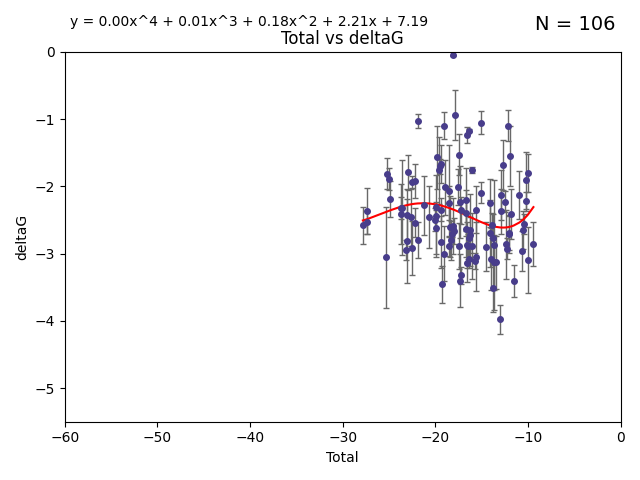 y = 0.00x^4 + 0.01x^3 + 0.18x^2 + 2.21x + 7.19
N = 106
Total vs deltaG
0
−1
−2
−3
−4
−5
deltaG
−60 −50 −40 −30 −20 −10 0
Total